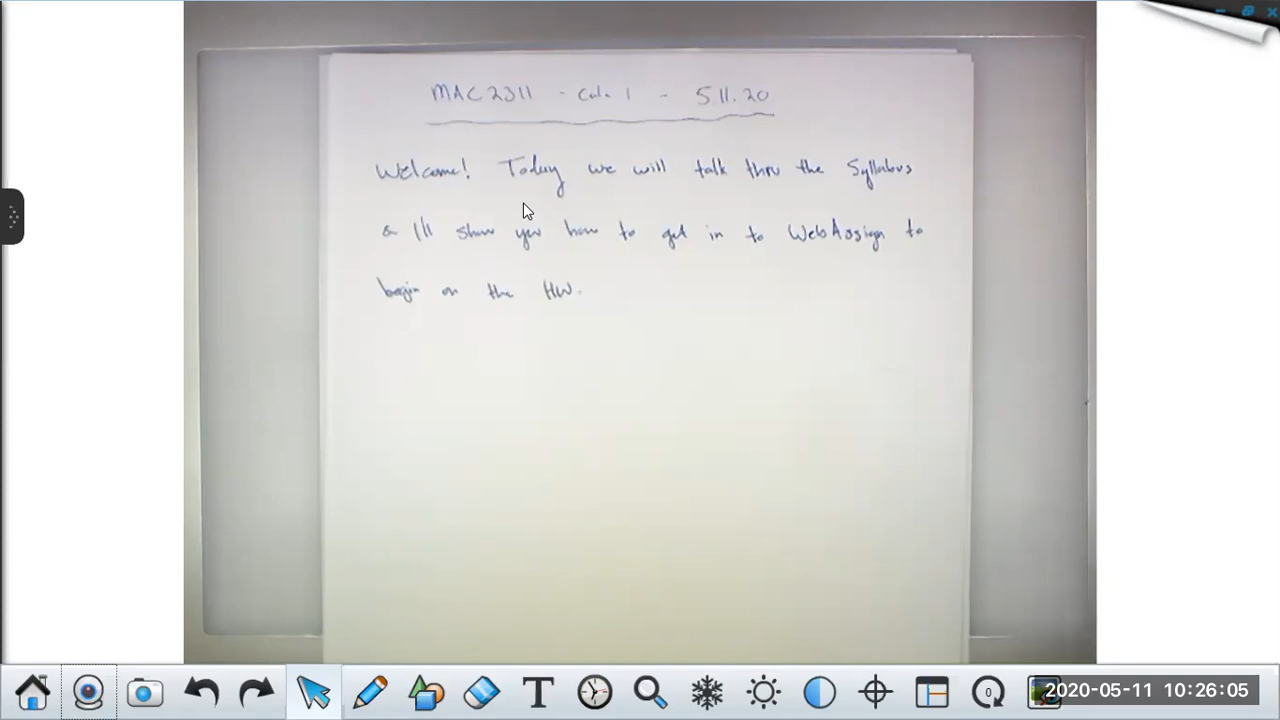 MAC2311 - Calc 1 - 5.11.20
Welcome! Today we will talk thru the Syllabus
& I'll show you how to get in to WebAssign to
begin on the HW.
T
0
2020-05-11 10:26:05